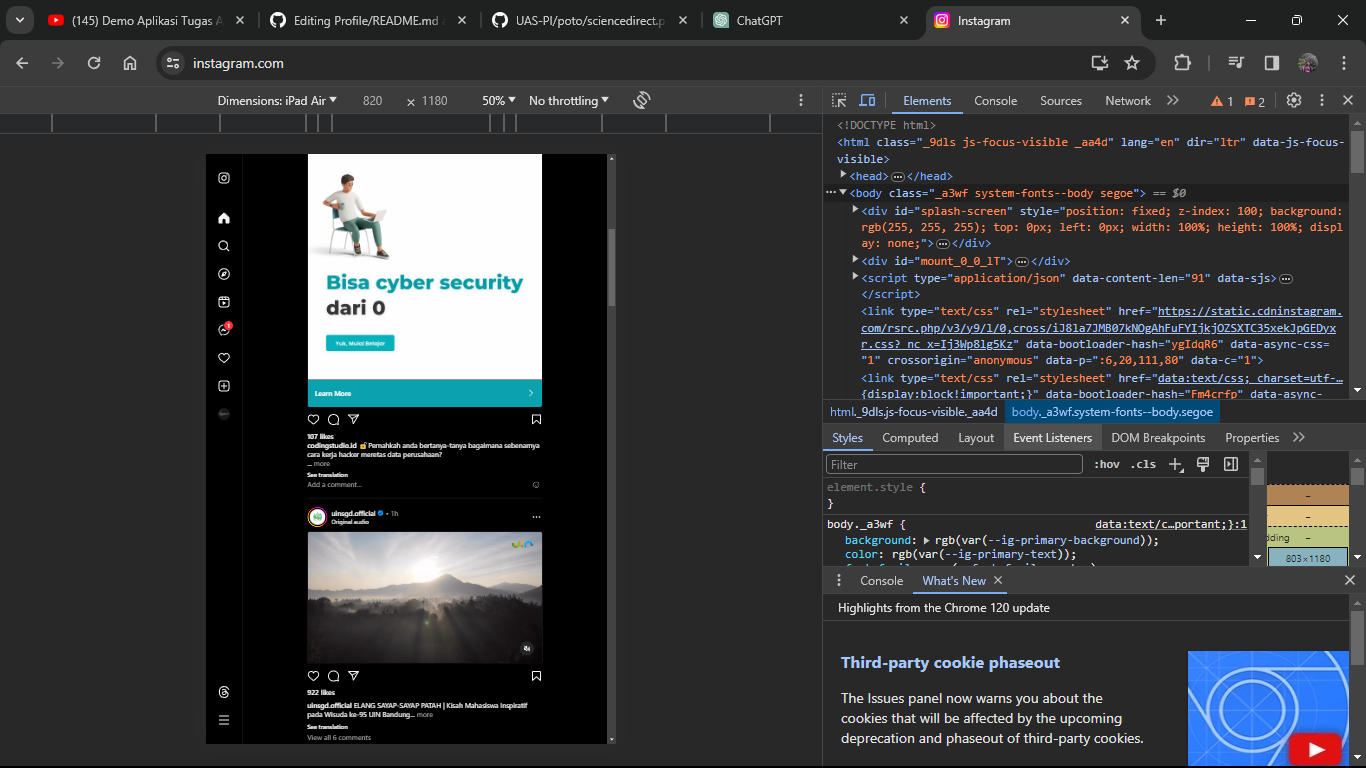 (145) Demo Aplikasi Tugas A
Editing Profile/README.md
UAS-PI/poto/sciencedirect.p
ChatGPT
Instagram
instagram.com
Dimensions: iPad Air
820
×
1180
50%
No throttling
Elements
Console
Sources
Network
1
2
<!DOCTYPE html>
<html class="_9dls js-focus-visible _aa4d" lang="en" dir="ltr" data-js-focus-
visible>
<head>…</head>
<body class="_a3wf system-fonts--body segoe"> == $0
<div id="splash-screen" style="position: fixed; z-index: 100; background:
rgb(255, 255, 255); top: 0px; left: 0px; width: 100%; height: 100%; displ
ay: none;">…</div>
<div id="mount_0_0_lT">…</div>
<script type="application/json" data-content-len="91" data-sjs>…
</script>
<link type="text/css" rel="stylesheet" href="https://static.cdninstagram.
com/rsrc.php/v3/y9/l/0,cross/iJ8la7JMB07kNOgAhFuFYIjkjOZSXTC35xekJpGEDyx
r.css?_nc_x=Ij3Wp8lg5Kz" data-bootloader-hash="ygIdqR6" data-async-css=
"1" crossorigin="anonymous" data-p=":6,20,111,80" data-c="1">
<link type="text/css" rel="stylesheet" href="data:text/css; charset=utf-…
{display:block!important;}" data-bootloader-hash="Fm4crfp" data-async-
html._9dls.js-focus-visible._aa4d
body._a3wf.system-fonts--body.segoe
Styles
Computed
Layout
Event Listeners
DOM Breakpoints
Properties
Filter
:hov
.cls
element.style {
}
body._a3wf {
data:text/c…portant;}:1
background: rgb(var(--ig-primary-background));
color: rgb(var(--ig-primary-text));
dding
–
803×1180
Console
What's New
Highlights from the Chrome 120 update
Third-party cookie phaseout
The Issues panel now warns you about the
cookies that will be affected by the upcoming
deprecation and phaseout of third-party cookies.
1
Bisa cyber security
dari 0
Yuk, Mulai Belajar
Learn More
107 likes
codingstudio.id 🔐 Pernahkah anda bertanya-tanya bagaimana sebenarnya
cara kerja hacker meretas data perusahaan?
... more
See translation
Add a comment...
uinsgd.official • 1h
Original audio
922 likes
uinsgd.official ELANG SAYAP-SAYAP PATAH | Kisah Mahasiswa Inspiratif
pada Wisuda ke-95 UIN Bandung... more
See translation
View all 6 comments